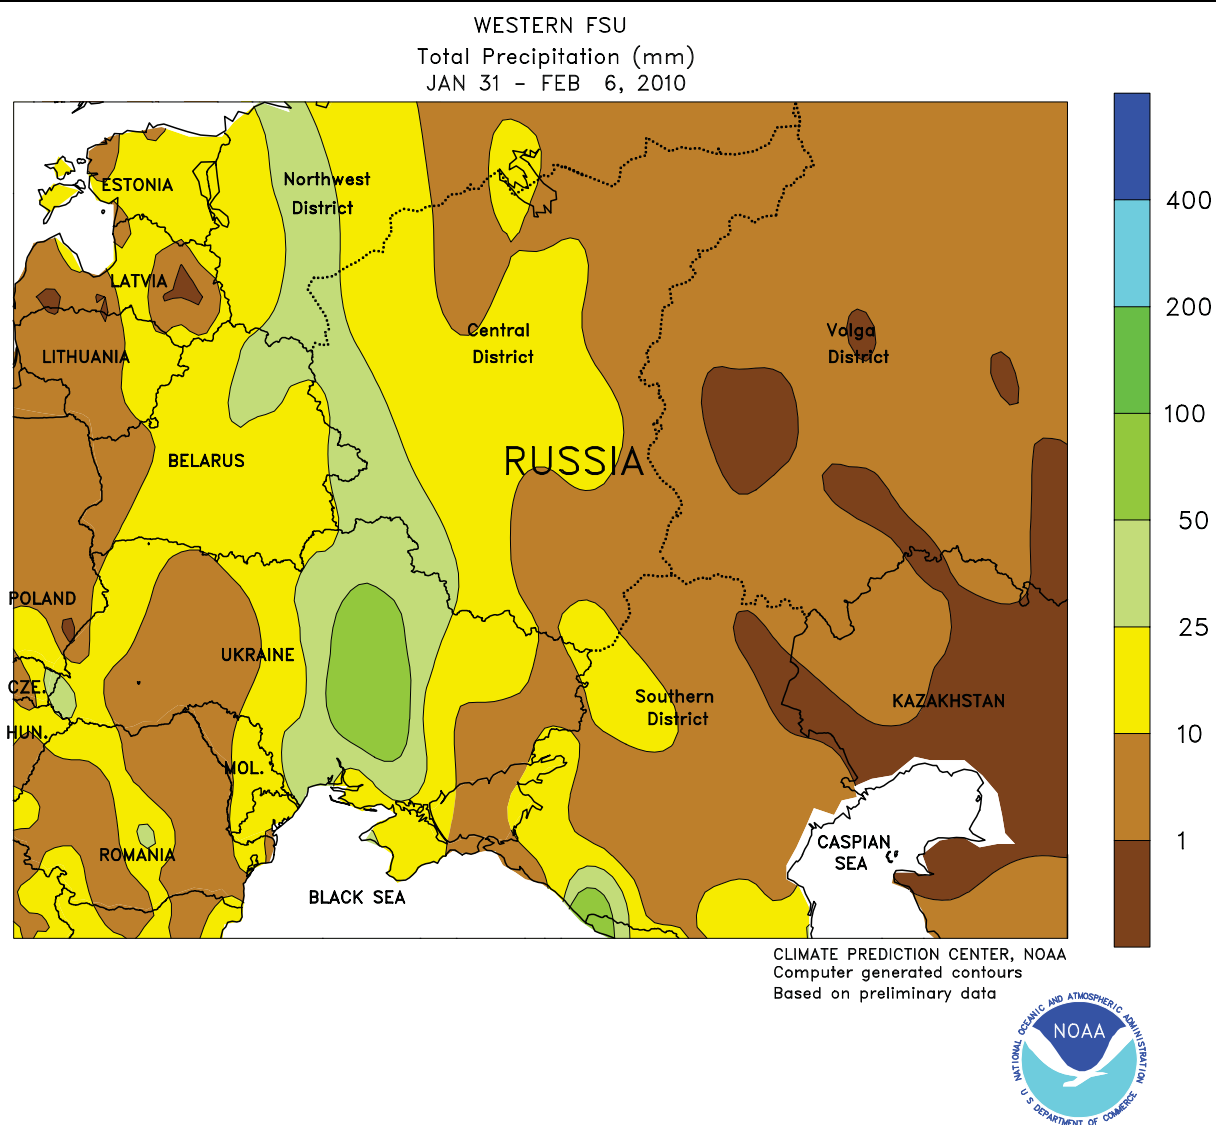 WESTERN FSU
Total Precipitation (mm)
JAN 31 - FEB 6, 2010
ESTONIA
Northwest
District
LATVIA
LITHUANIA
Central
District
Volga
District
RUSSIA
BELARUS
POLAND
UKRAINE
CZE.
Southern
District
KAZAKHSTAN
HUN.
MOL.
ROMANIA
CASPIAN
SEA
BLACK SEA
400
200
100
50
25
10
1
CLIMATE PREDICTION CENTER, NOAA
Computer generated contours
Based on preliminary data
NATIONAL OCEANIC AND ATMOSPHERIC ADMINISTRATION
NOAA
U S DEPARTMENT OF COMMERCE